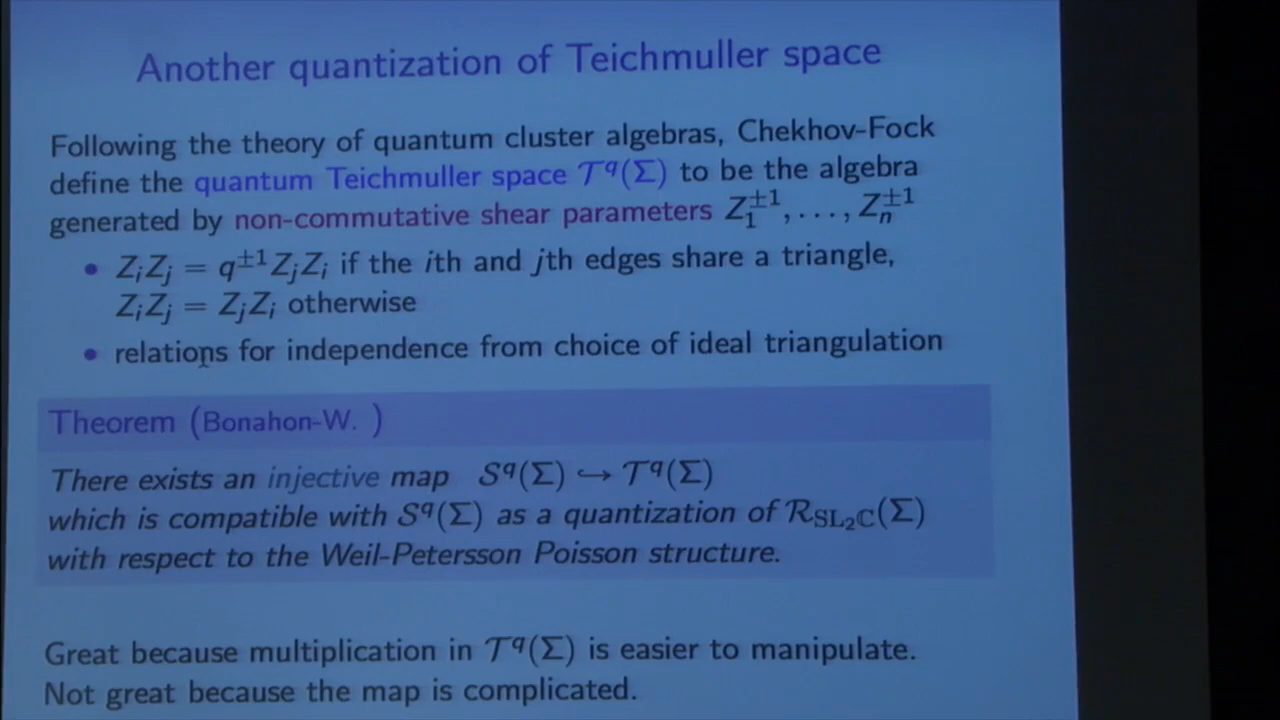 Another quantization of Teichmuller space
Following the theory of quantum cluster algebras, Chekhov-Fock
define the quantum Teichmuller space 𝒯^q(Σ) to be the algebra
generated by non-commutative shear parameters Z_1^{±1}, . . . , Z_n^{±1}
• Z_iZ_j = q^{±1}Z_jZ_i if the ith and jth edges share a triangle,
Z_iZ_j = Z_jZ_i otherwise
• relations for independence from choice of ideal triangulation
Theorem (Bonahon-W. )
There exists an injective map 𝒮^q(Σ) ↪ 𝒯^q(Σ)
which is compatible with 𝒮^q(Σ) as a quantization of ℛ_{SL_2ℂ}(Σ)
with respect to the Weil-Petersson Poisson structure.
Great because multiplication in 𝒯^q(Σ) is easier to manipulate.
Not great because the map is complicated.